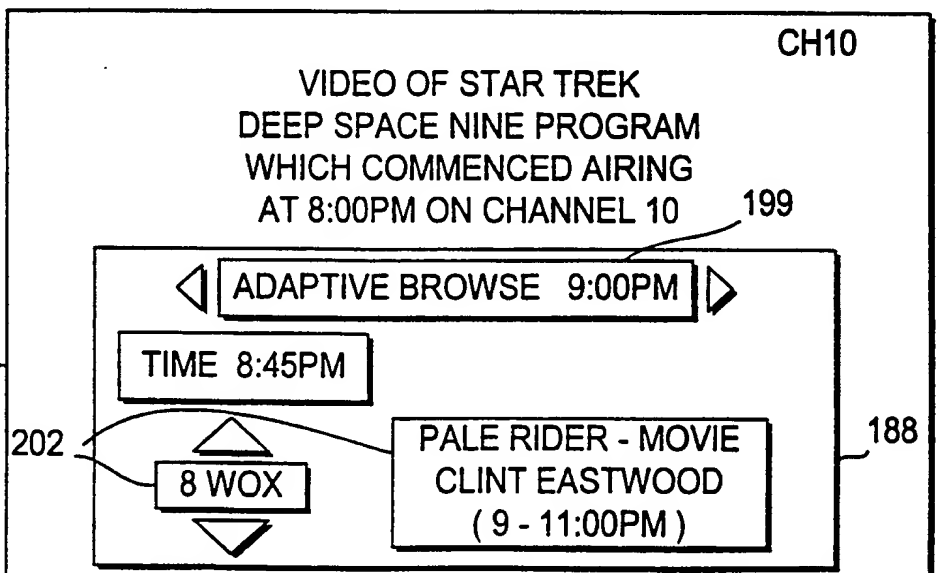 CH10
VIDEO OF STAR TREK
DEEP SPACE NINE PROGRAM
WHICH COMMENCED AIRING
AT 8:00PM ON CHANNEL 10
199
ADAPTIVE BROWSE 9:00PM
TIME 8:45PM
202
8 WOX
PALE RIDER - MOVIE
CLINT EASTWOOD
( 9 - 11:00PM )
188